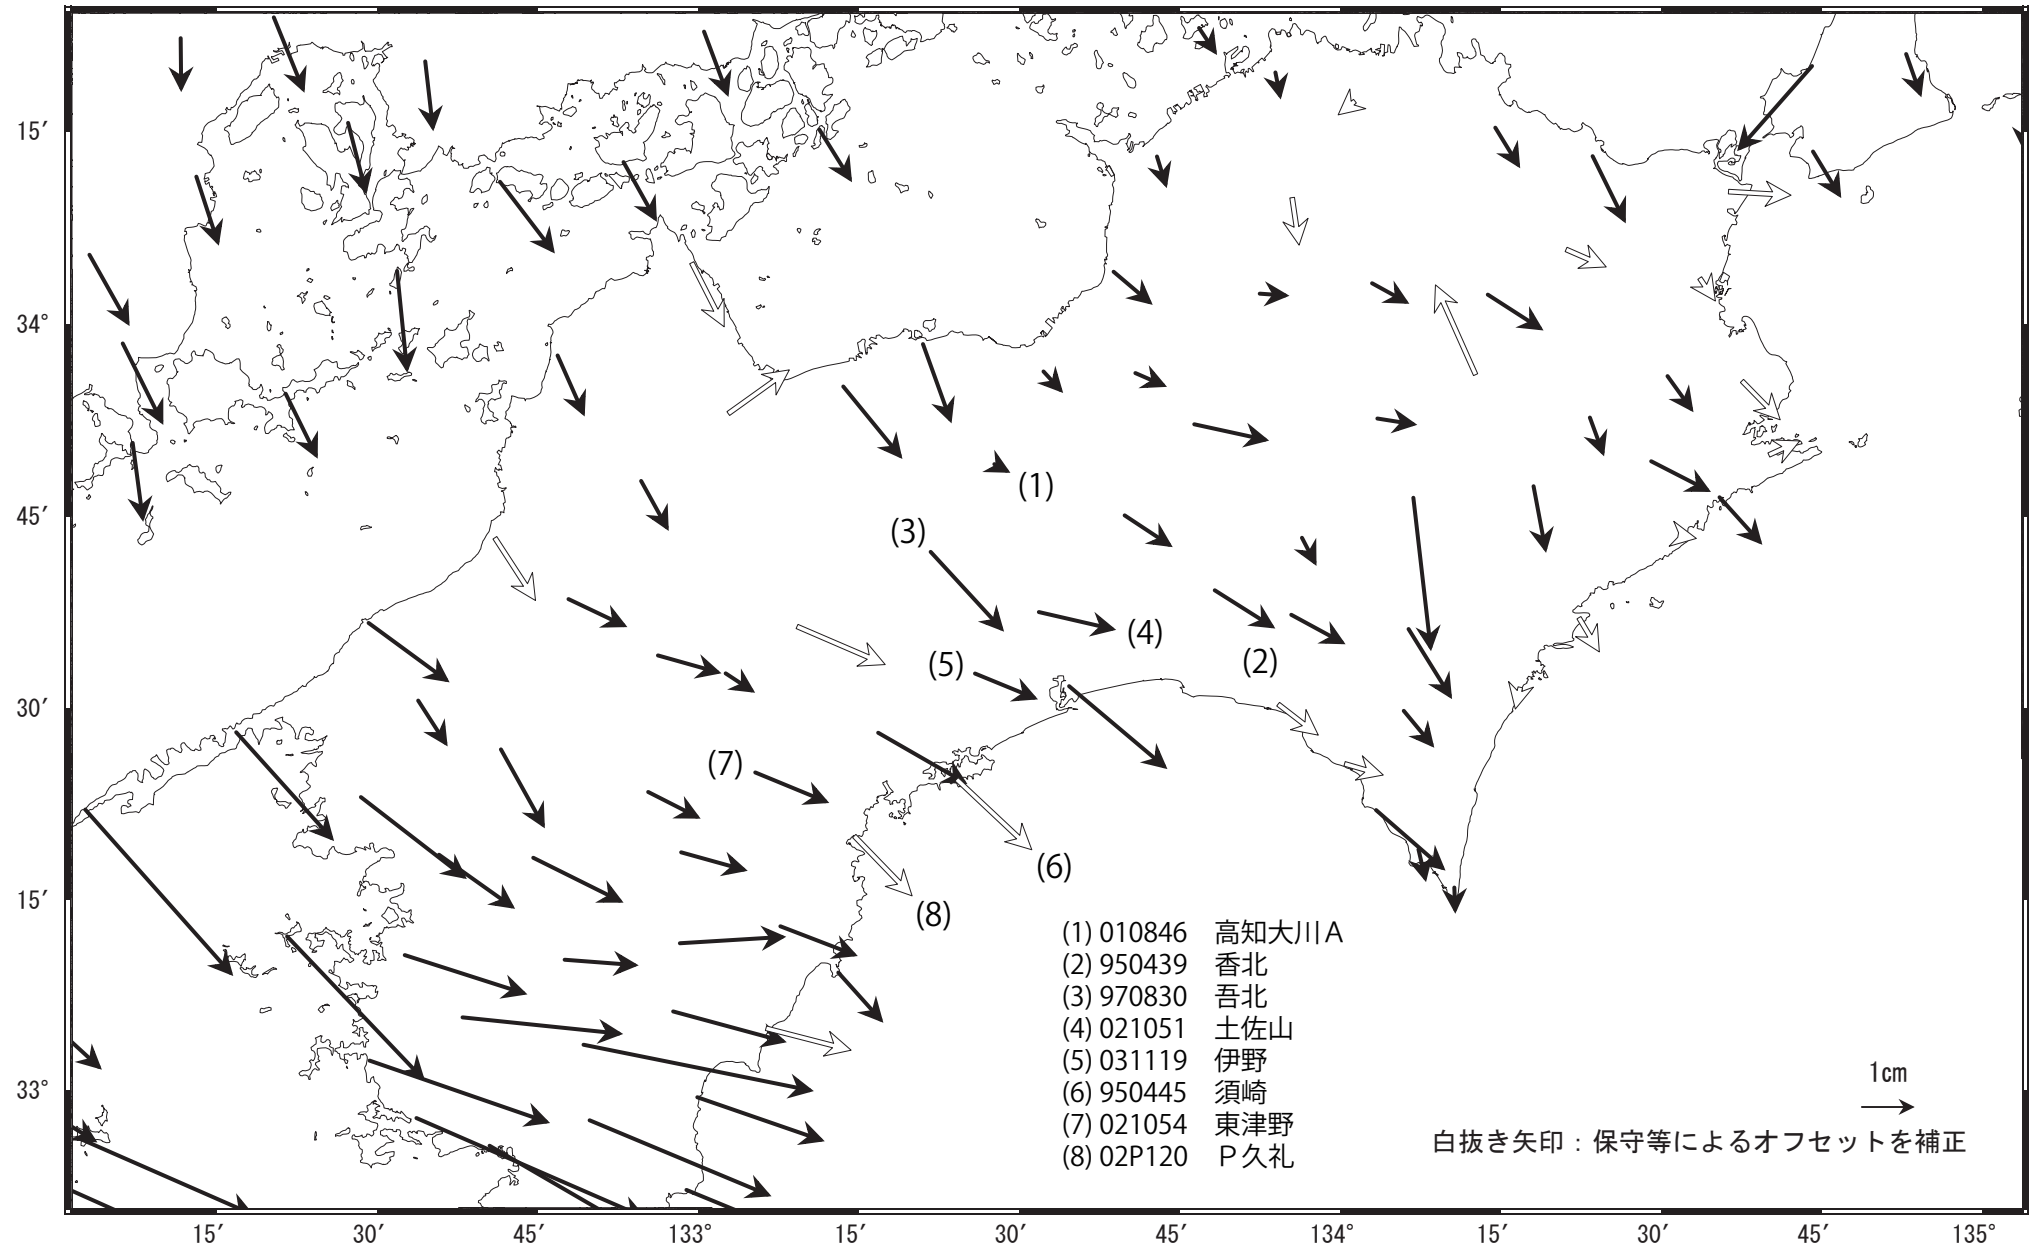 15′
34°
45′
30′
15′
33°
(1)
(3)
(4)
(5)
(2)
(7)
(6)
(8)
(1) 010846 高知大川A
(2) 950439 香北
(3) 970830 吾北
(4) 021051 土佐山
(5) 031119 伊野
(6) 950445 須崎
(7) 021054 東津野
(8) 02P120 P久礼
1cm
白抜き矢印：保守等によるオフセットを補正
15′ 30′ 45′ 133° 15′ 30′ 45′ 134° 15′ 30′ 45′ 135°